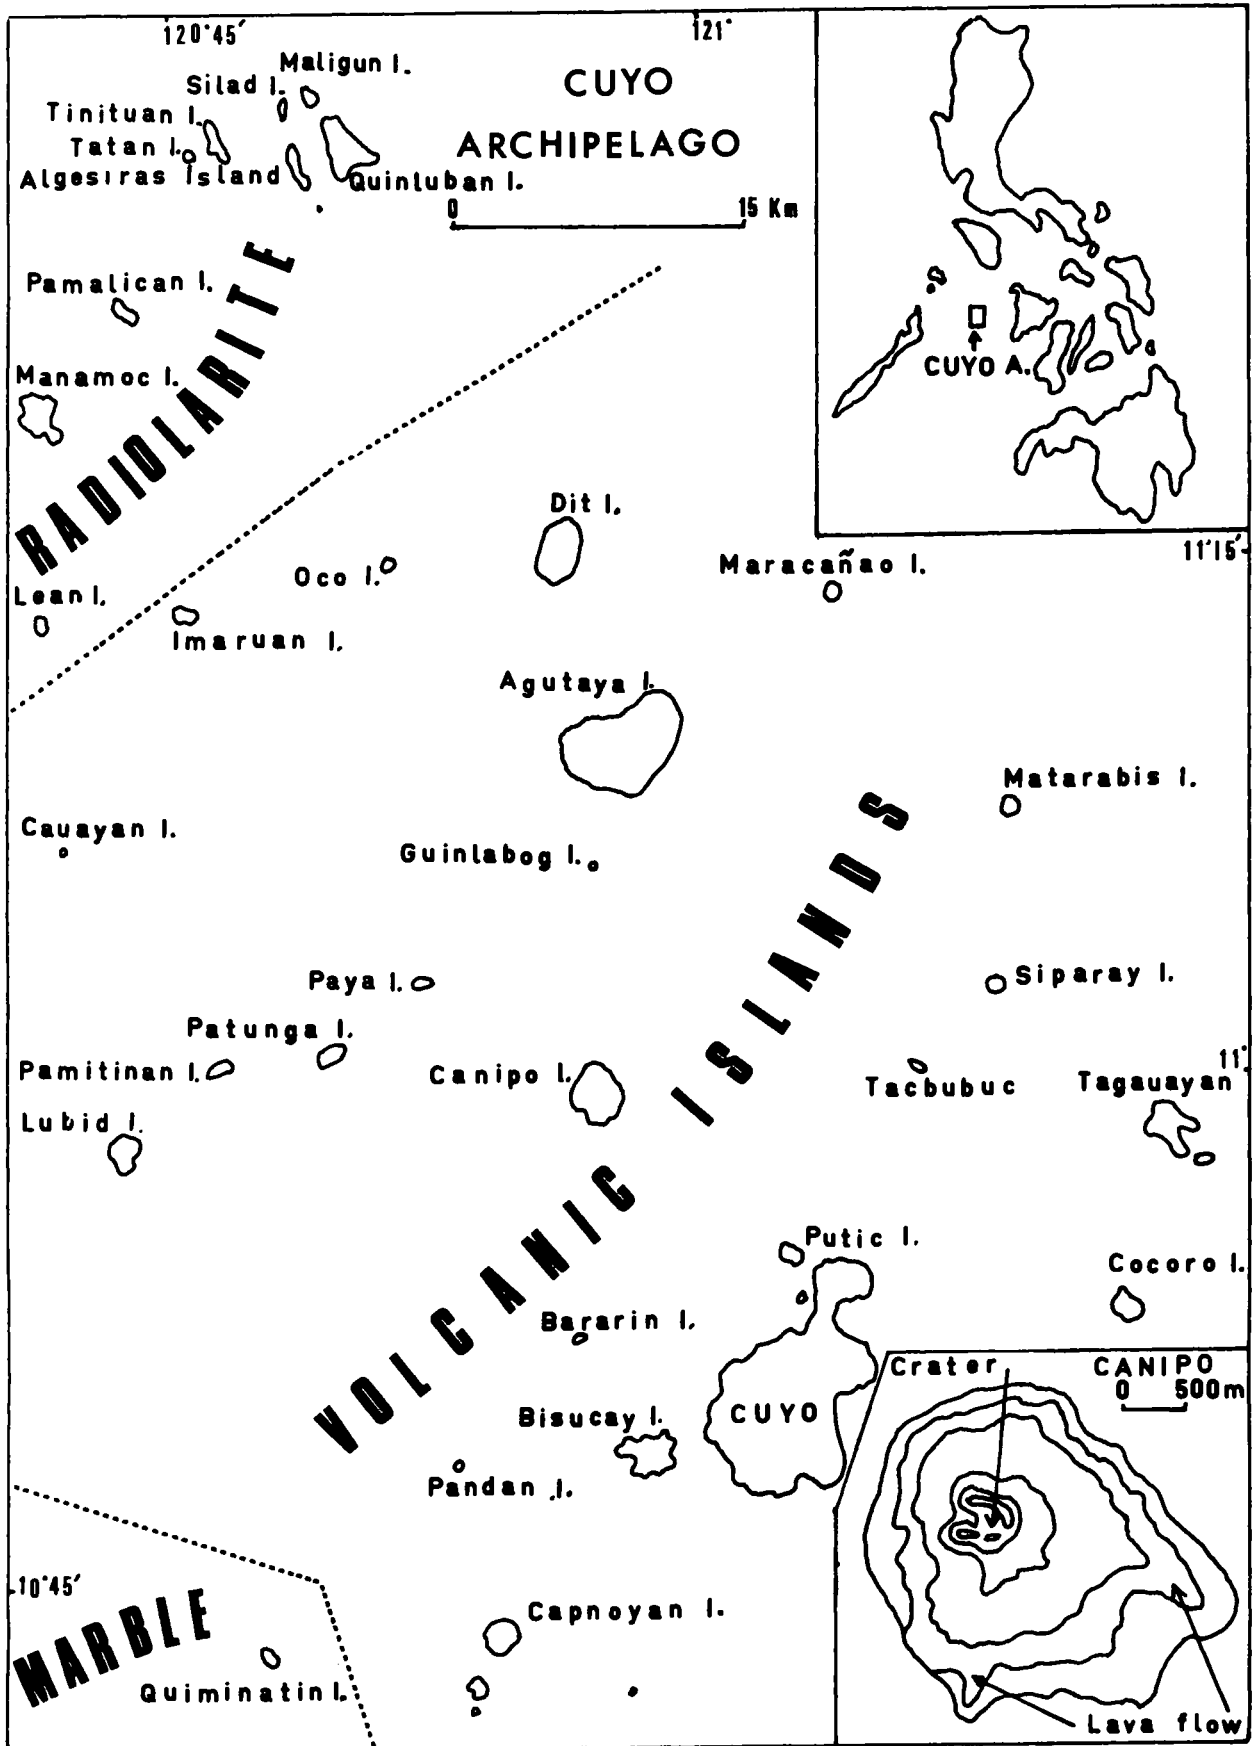 120°45′
121°
Maligun I.
Silad I.
Tinituan I.
Tatan I.
Algesiras Island
Quinluban I.
CUYO
ARCHIPELAGO
0 15 Km
Pamalican I.
Manamoc I.
RADIOLARITE
CUYO A.
11°15′
Dit I.
Oco I.
Maracañao I.
Lean I.
Imaruan I.
Agutaya I.
Matarabis I.
Cauayan I.
Guinlabog I.
Paya I.
Siparay I.
Patunga I.
Pamitinan I.
Canipo I.
11°
Tacbubuc
Tagauayan
Lubid I.
VOLCANIC ISLANDS
Putic I.
Cocoro I.
Bararin I.
CUYO
Bisucay I.
Pandan I.
Crater
CANIPO
0 500m
Lava flow
10°45′
MARBLE
Capnoyan I.
Quiminatin I.